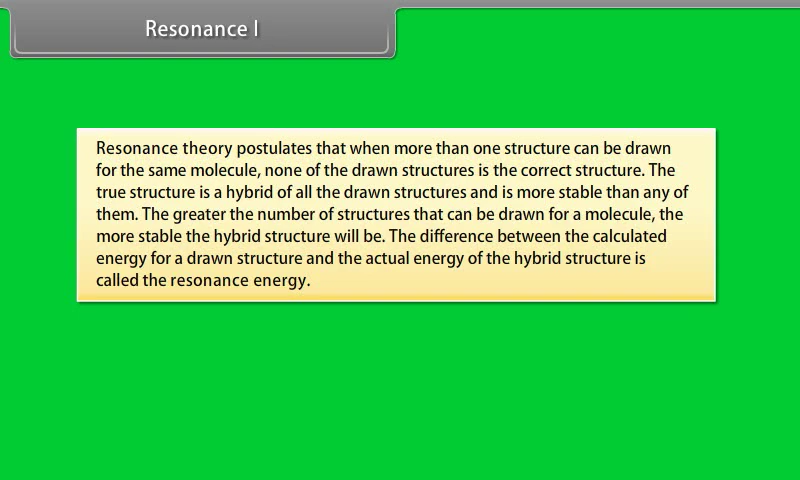 Resonance I
Resonance theory postulates that when more than one structure can be drawn
for the same molecule, none of the drawn structures is the correct structure. The
true structure is a hybrid of all the drawn structures and is more stable than any of
them. The greater the number of structures that can be drawn for a molecule, the
more stable the hybrid structure will be. The difference between the calculated
energy for a drawn structure and the actual energy of the hybrid structure is
called the resonance energy.